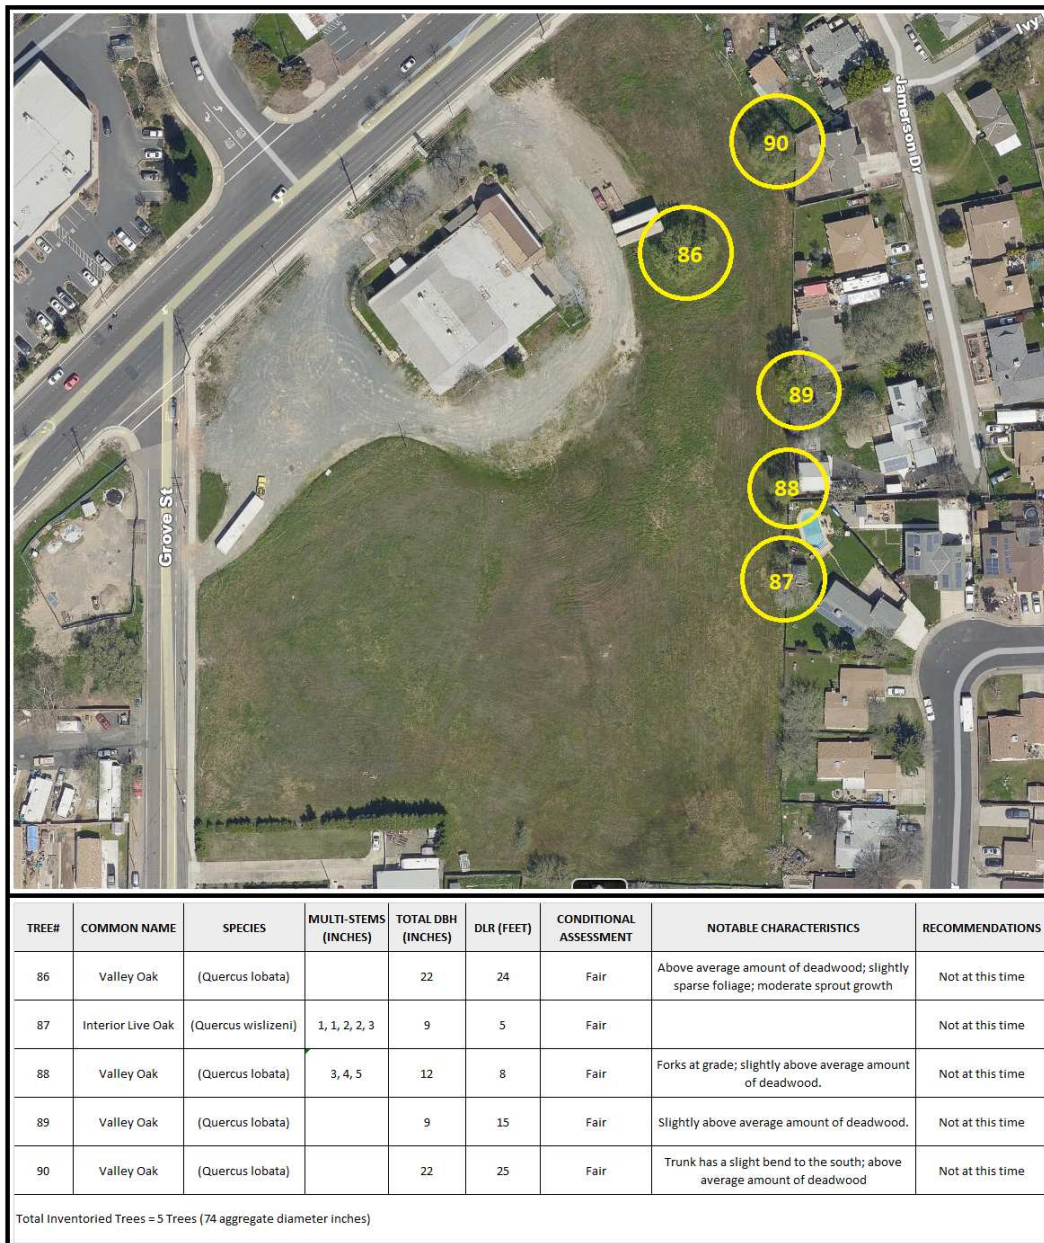 Ivy
Jamerson Dr
90
86
89
88
87
Grove St
TREE# COMMON NAME SPECIES MULTI-STEMS (INCHES) TOTAL DBH (INCHES) DLR (FEET) CONDITIONAL ASSESSMENT NOTABLE CHARACTERISTICS RECOMMENDATIONS
86 Valley Oak (Quercus lobata) 22 24 Fair Above average amount of deadwood; slightly sparse foliage; moderate sprout growth Not at this time
87 Interior Live Oak (Quercus wislizeni) 1, 1, 2, 2, 3 9 5 Fair Not at this time
88 Valley Oak (Quercus lobata) 3, 4, 5 12 8 Fair Forks at grade; slightly above average amount of deadwood. Not at this time
89 Valley Oak (Quercus lobata) 9 15 Fair Slightly above average amount of deadwood. Not at this time
90 Valley Oak (Quercus lobata) 22 25 Fair Trunk has a slight bend to the south; above average amount of deadwood Not at this time
Total Inventoried Trees = 5 Trees (74 aggregate diameter inches)